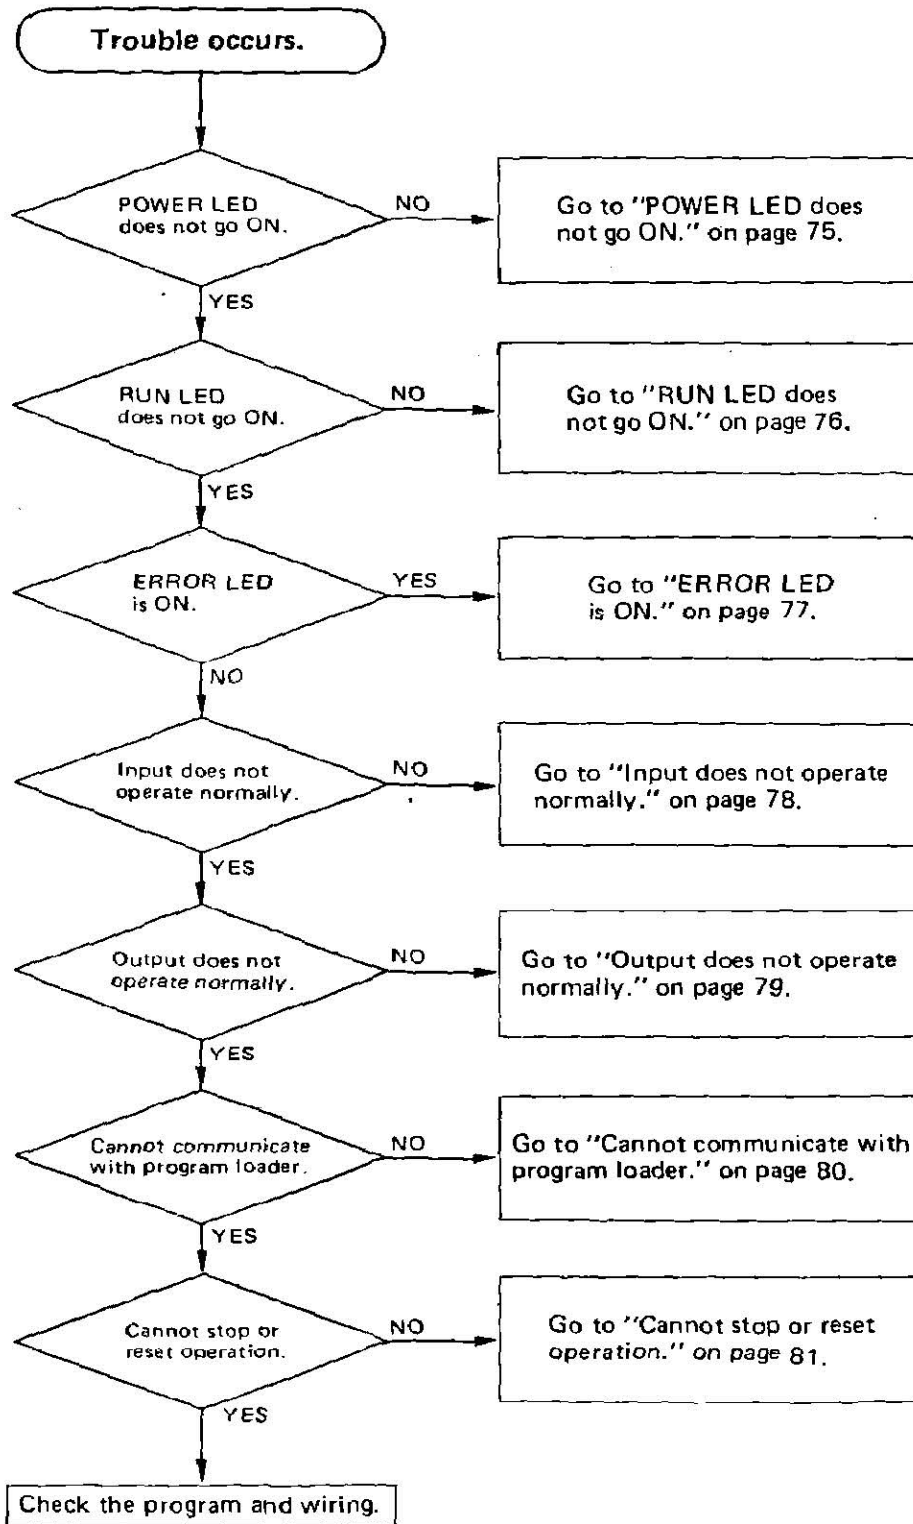 Trouble occurs.
POWER LED
does not go ON.
NO
Go to "POWER LED does
not go ON." on page 75.
YES
RUN LED
does not go ON.
NO
Go to "RUN LED does
not go ON." on page 76.
YES
ERROR LED
is ON.
YES
Go to "ERROR LED
is ON." on page 77.
NO
Input does not
operate normally.
NO
Go to "Input does not operate
normally." on page 78.
YES
Output does not
operate normally.
NO
Go to "Output does not operate
normally." on page 79.
YES
Cannot communicate
with program loader.
NO
Go to "Cannot communicate with
program loader." on page 80.
YES
Cannot stop or
reset operation.
NO
Go to "Cannot stop or reset
operation." on page 81.
YES
Check the program and wiring.